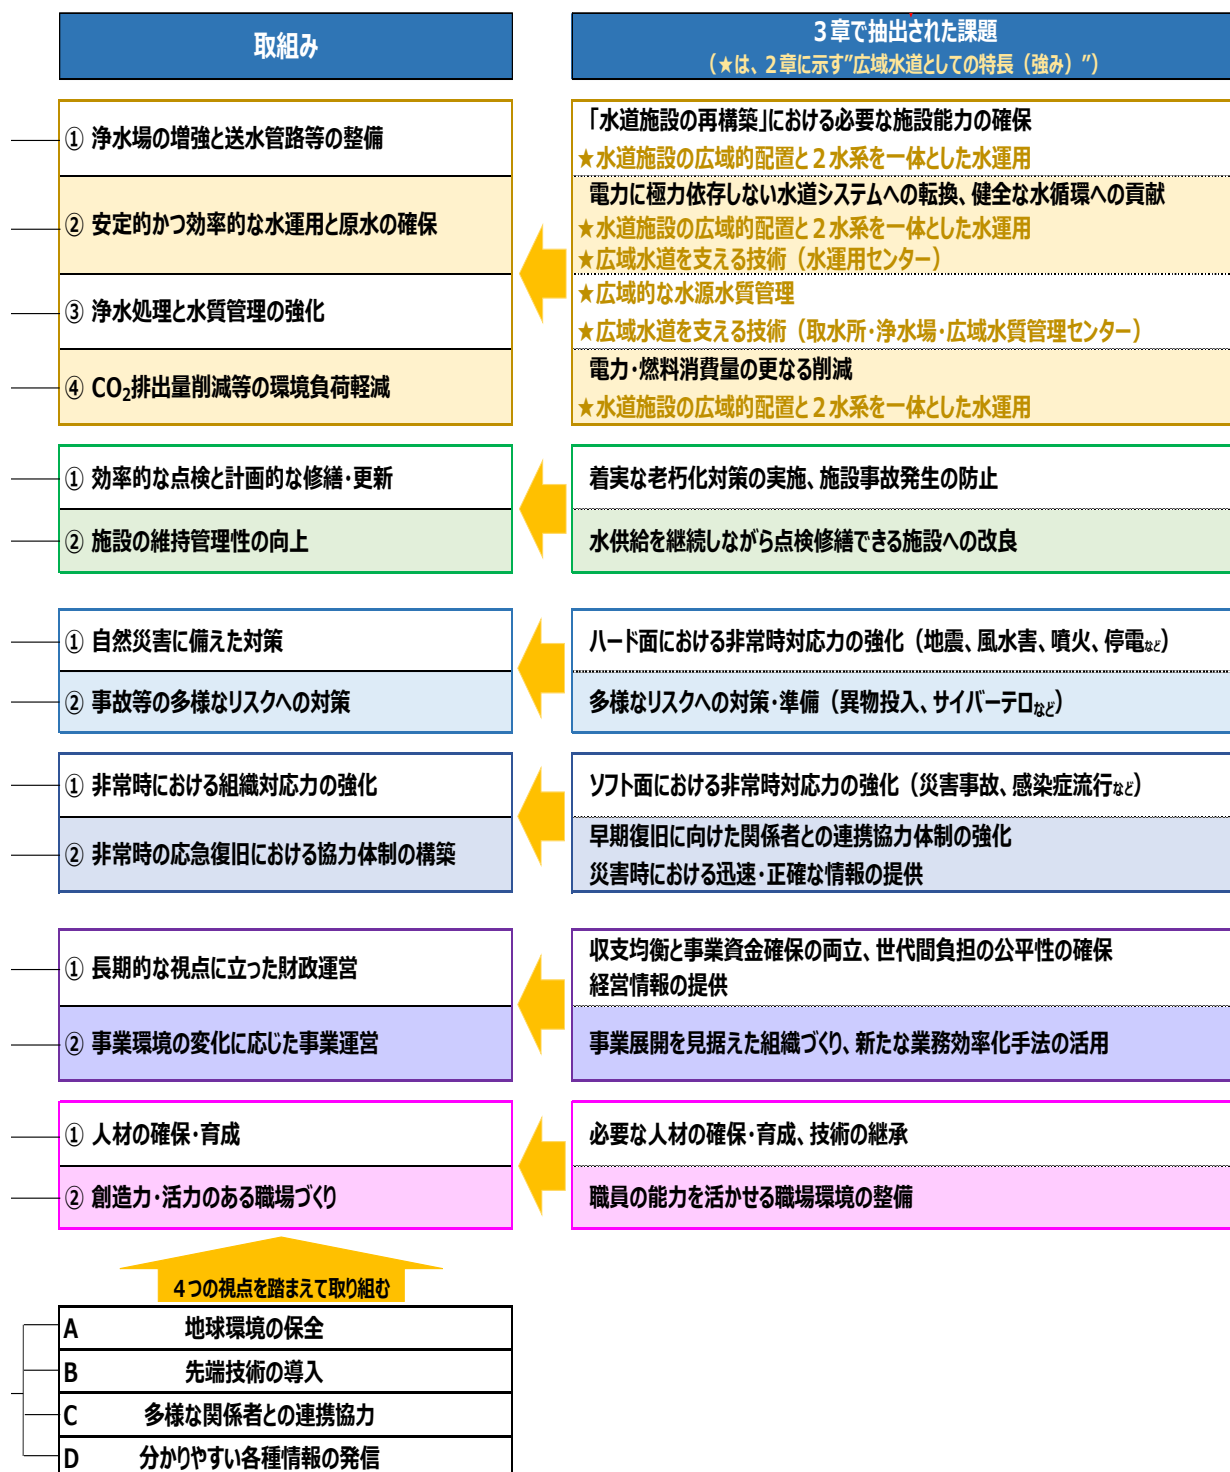 取組み
3章で抽出された課題
（★は、2章に示す”広域水道としての特長（強み）”）
① 浄水場の増強と送水管路等の整備
「水道施設の再構築」における必要な施設能力の確保
★水道施設の広域的配置と2水系を一体とした水運用
② 安定的かつ効率的な水運用と原水の確保
電力に極力依存しない水道システムへの転換、健全な水循環への貢献
★水道施設の広域的配置と2水系を一体とした水運用
★広域水道を支える技術（水運用センター）
③ 浄水処理と水質管理の強化
★広域的な水源水質管理
★広域水道を支える技術（取水所・浄水場・広域水質管理センター）
④ CO₂排出量削減等の環境負荷軽減
電力・燃料消費量の更なる削減
★水道施設の広域的配置と2水系を一体とした水運用
① 効率的な点検と計画的な修繕・更新
着実な老朽化対策の実施、施設事故発生の防止
② 施設の維持管理性の向上
水供給を継続しながら点検修繕できる施設への改良
① 自然災害に備えた対策
ハード面における非常時対応力の強化（地震、風水害、噴火、停電など）
② 事故等の多様なリスクへの対策
多様なリスクへの対策・準備（異物投入、サイバーテロなど）
① 非常時における組織対応力の強化
ソフト面における非常時対応力の強化（災害事故、感染症流行など）
② 非常時の応急復旧における協力体制の構築
早期復旧に向けた関係者との連携協力体制の強化
災害時における迅速・正確な情報の提供
① 長期的な視点に立った財政運営
収支均衡と事業資金確保の両立、世代間負担の公平性の確保
経営情報の提供
② 事業環境の変化に応じた事業運営
事業展開を見据えた組織づくり、新たな業務効率化手法の活用
① 人材の確保・育成
必要な人材の確保・育成、技術の継承
② 創造力・活力のある職場づくり
職員の能力を活かせる職場環境の整備
4つの視点を踏まえて取り組む
A 地球環境の保全
B 先端技術の導入
C 多様な関係者との連携協力
D 分かりやすい各種情報の発信